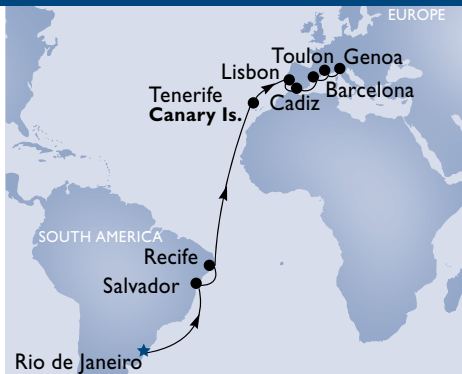 EUROPE
Toulon
Genoa
Lisbon
Barcelona
Cadiz
Tenerife
Canary Is.
SOUTH AMERICA
Recife
Salvador
Rio de Janeiro